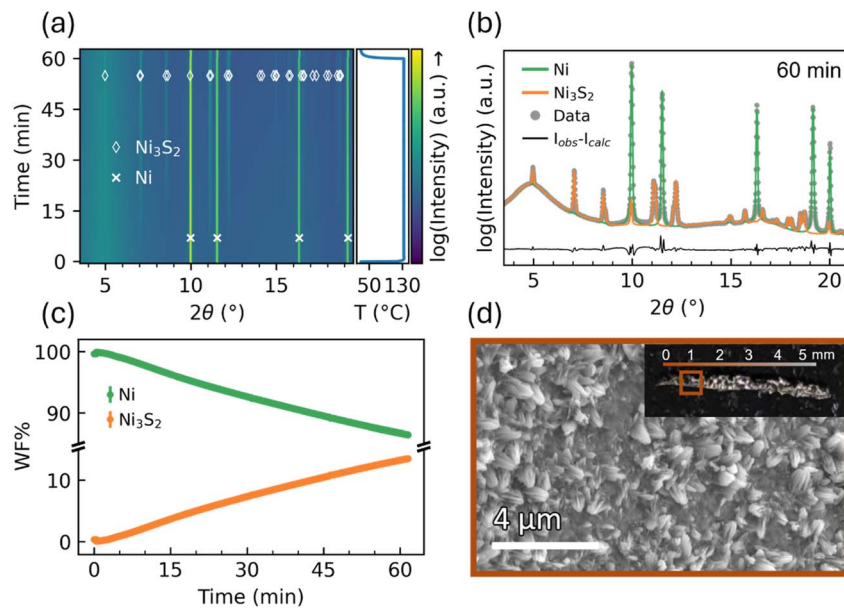 (a)
60
45
30
15
0
Time (min)
Ni₃S₂
Ni
5
10
15
2θ (°)
50 130
T (°C)
log(Intensity) (a.u.) →
(b)
60 min
Ni
Ni₃S₂
Data
I_obs-I_calc
log(Intensity) (a.u.)
5
10
15
20
2θ (°)
(c)
100
90
10
0
WF%
Ni
Ni₃S₂
0
15
30
45
60
Time (min)
(d)
0 1 2 3 4 5 mm
4 μm